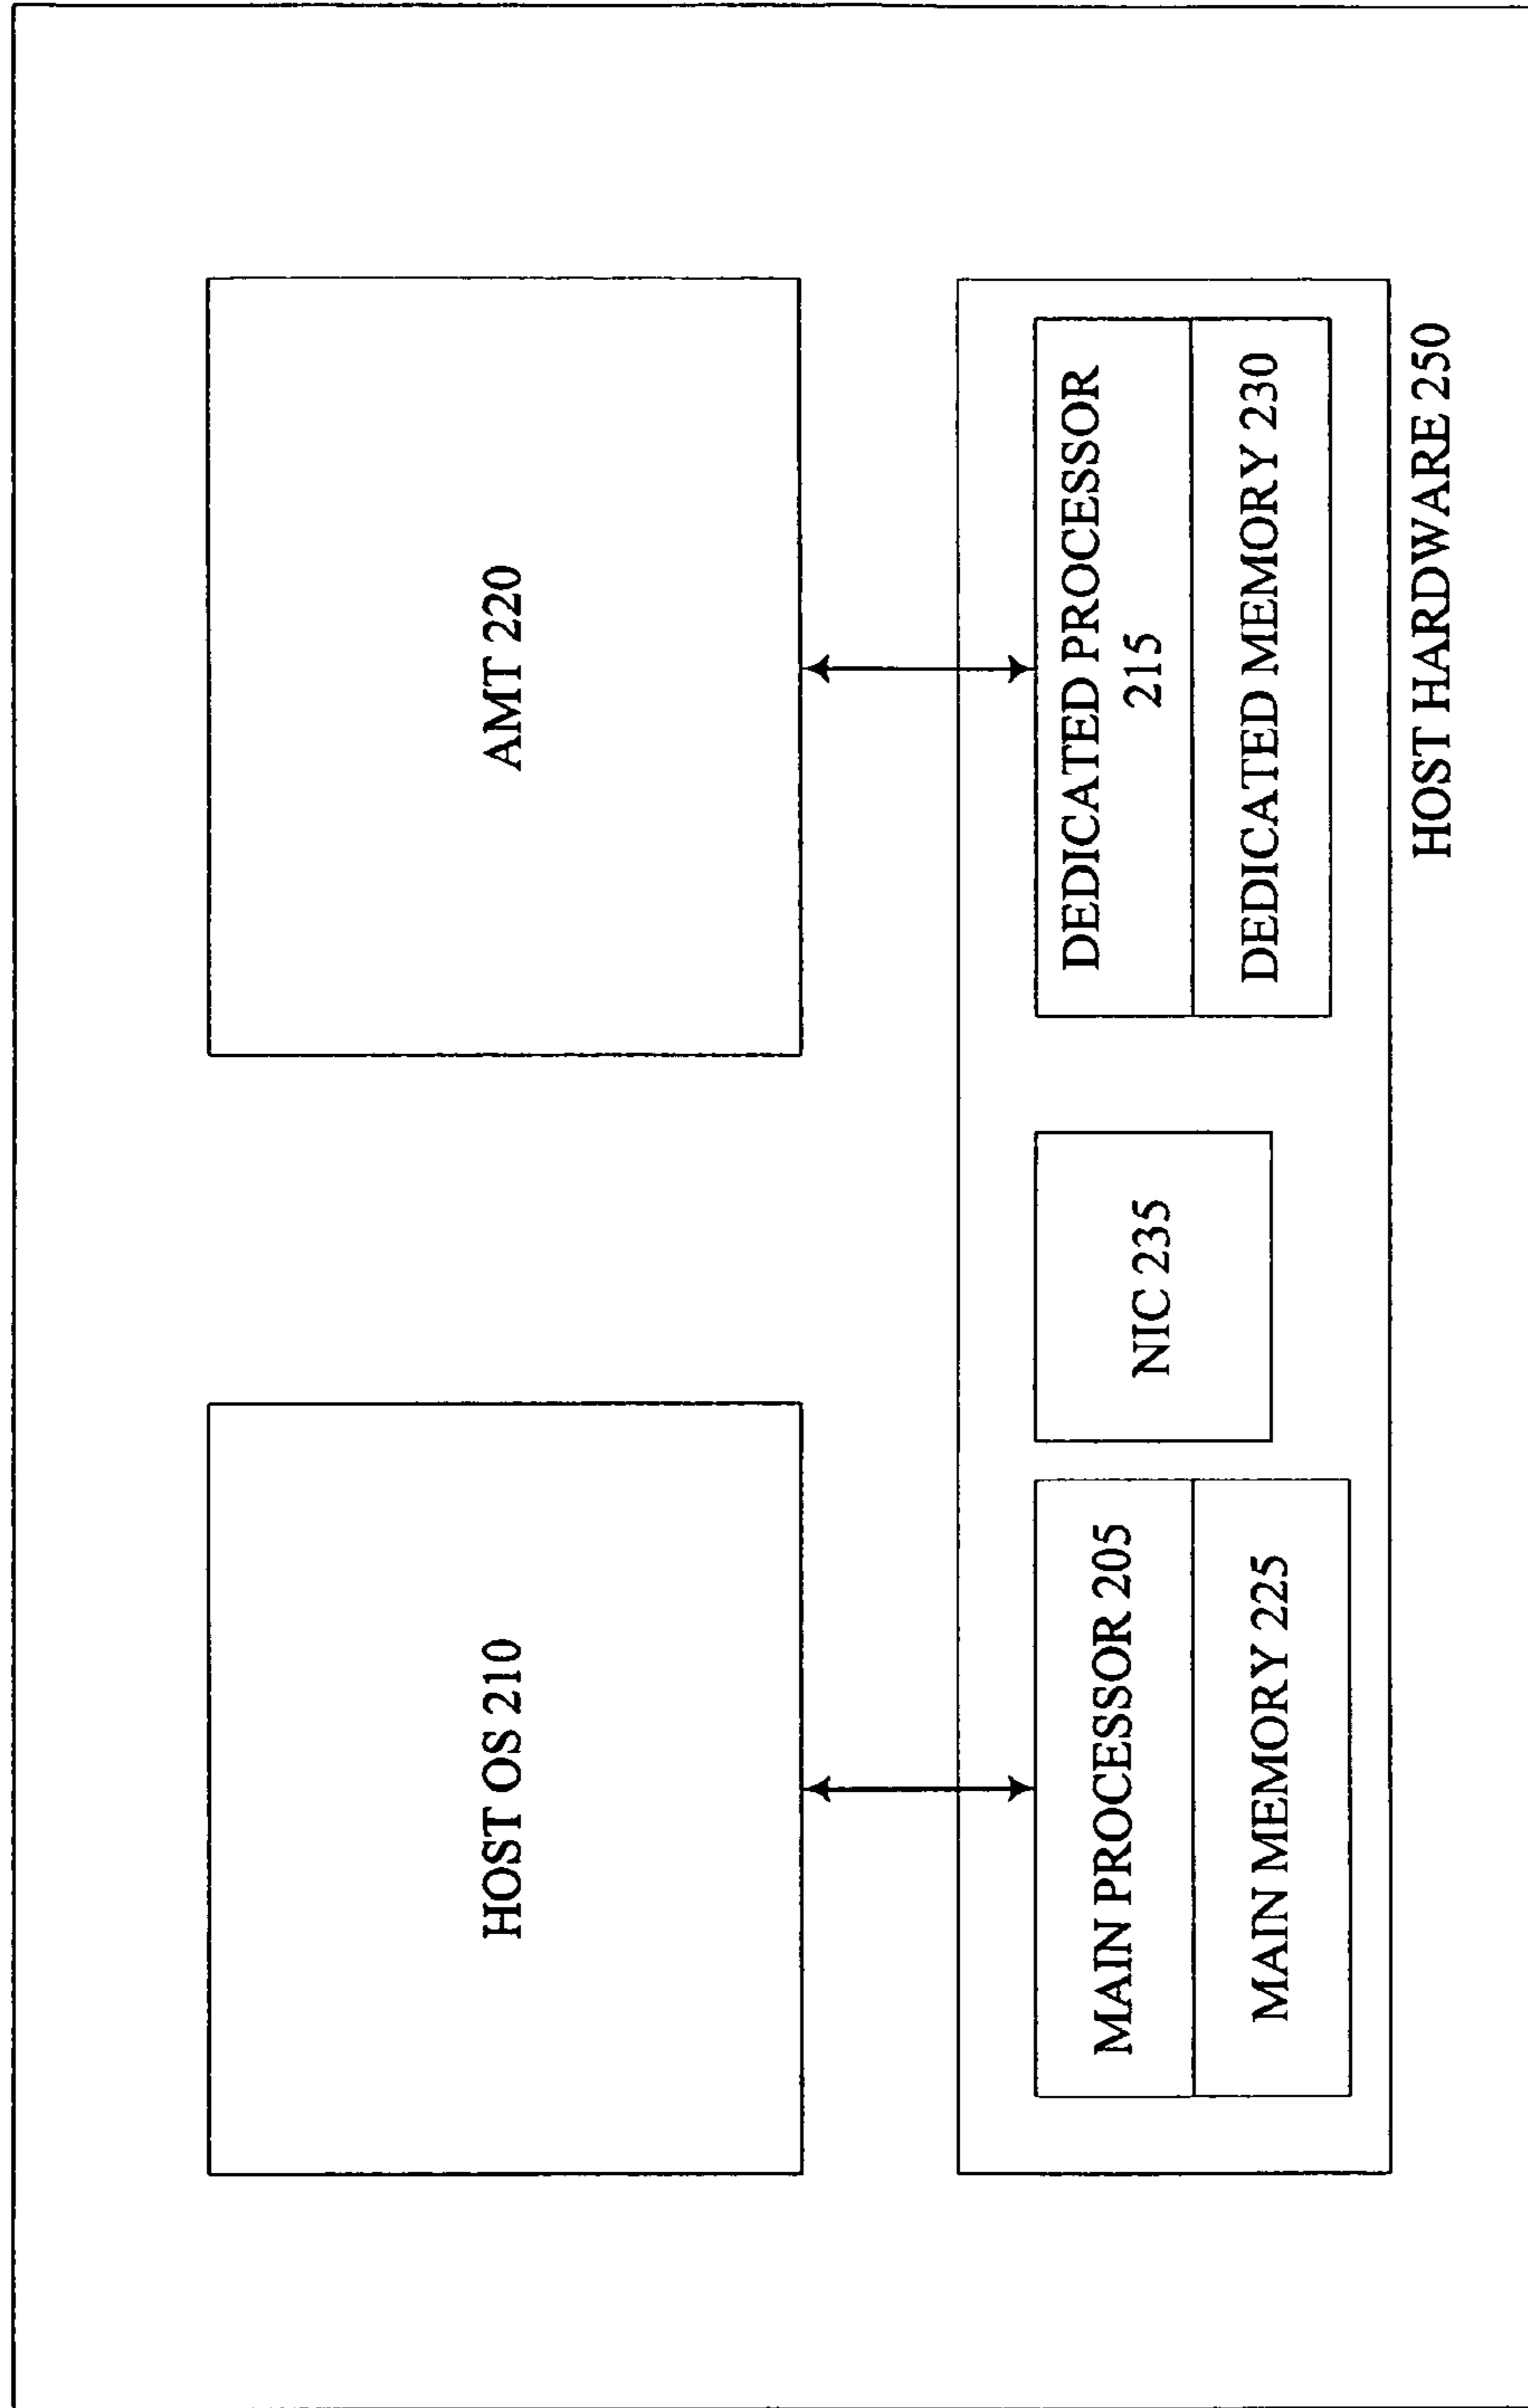 HOST OS 210
AMT 220
MAIN PROCESSOR 205
MAIN MEMORY 225
NIC 235
DEDICATED PROCESSOR
215
DEDICATED MEMORY 230
HOST HARDWARE 250